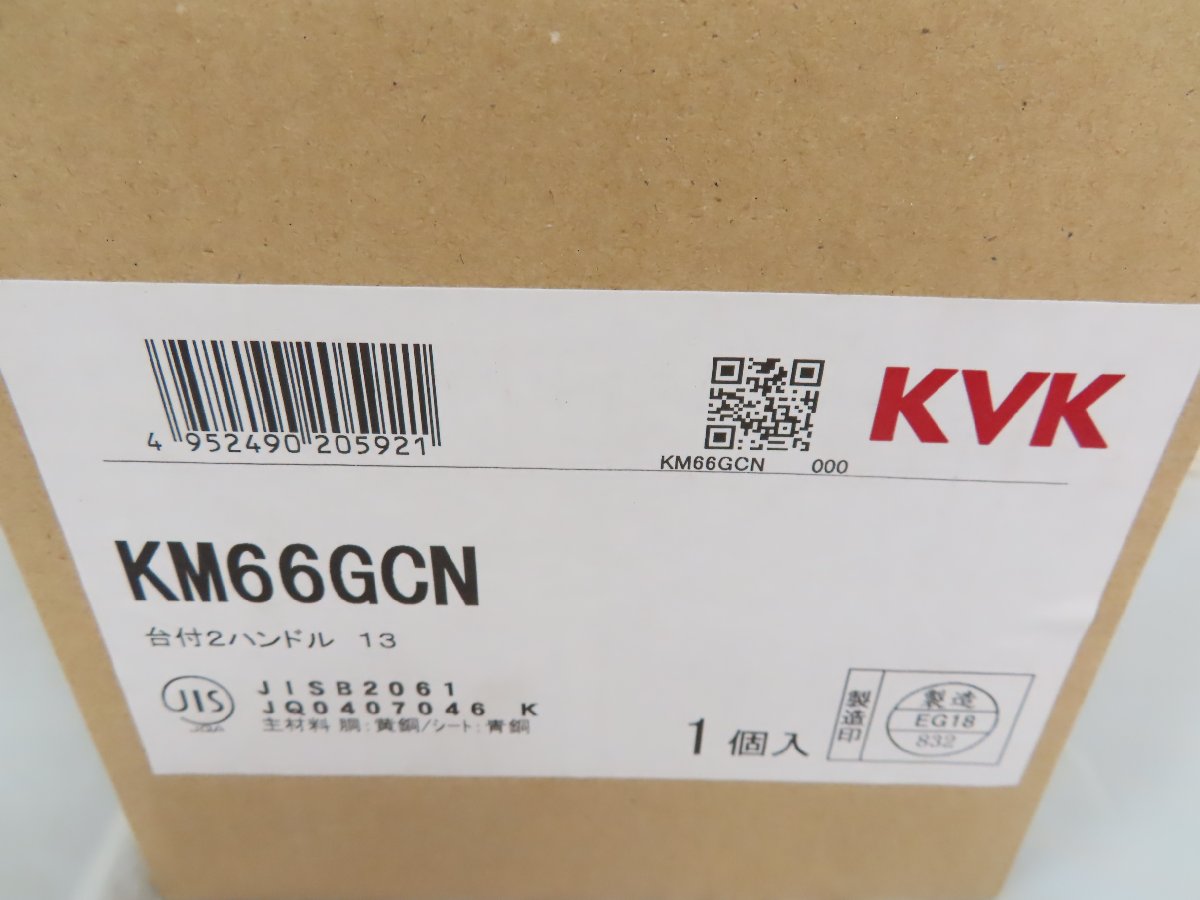 4 952490 205921
KM66GCN 000
KVK
KM66GCN
台付2ハンドル 13
JIS
JQA
JISB2061
JQ0407046 K
主材料 胴:黄銅/シート:青銅
1個入
製造印
製造
EG18
832